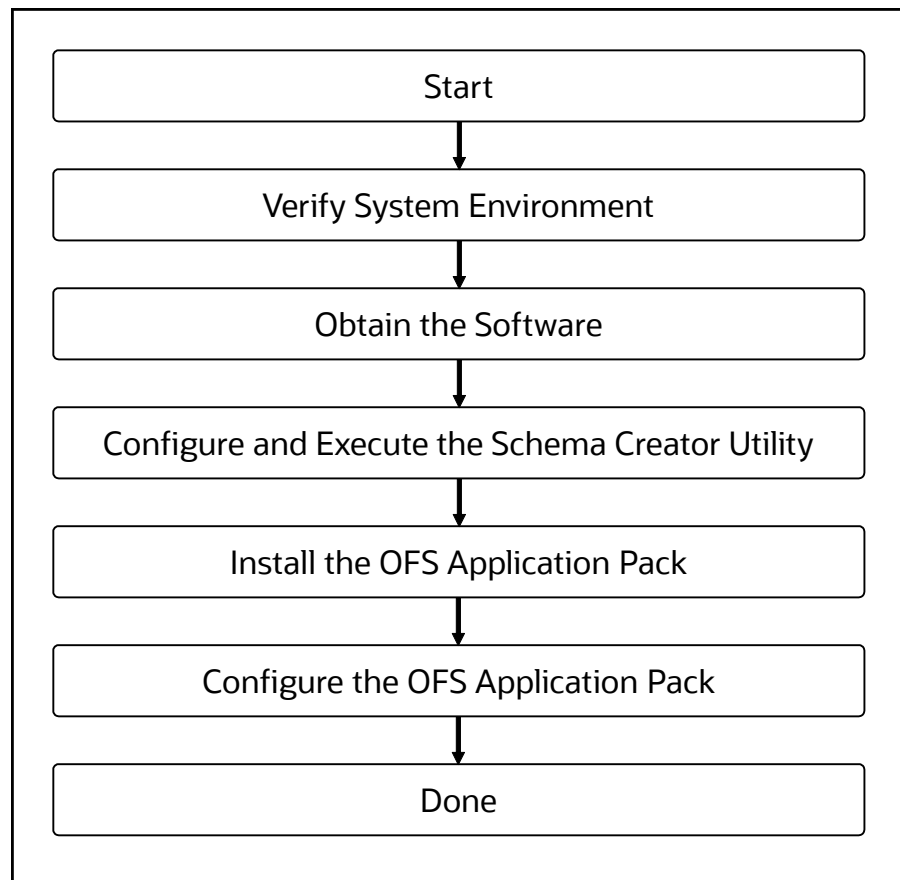 Start
Verify System Environment
Obtain the Software
Configure and Execute the Schema Creator Utility
Install the OFS Application Pack
Configure the OFS Application Pack
Done